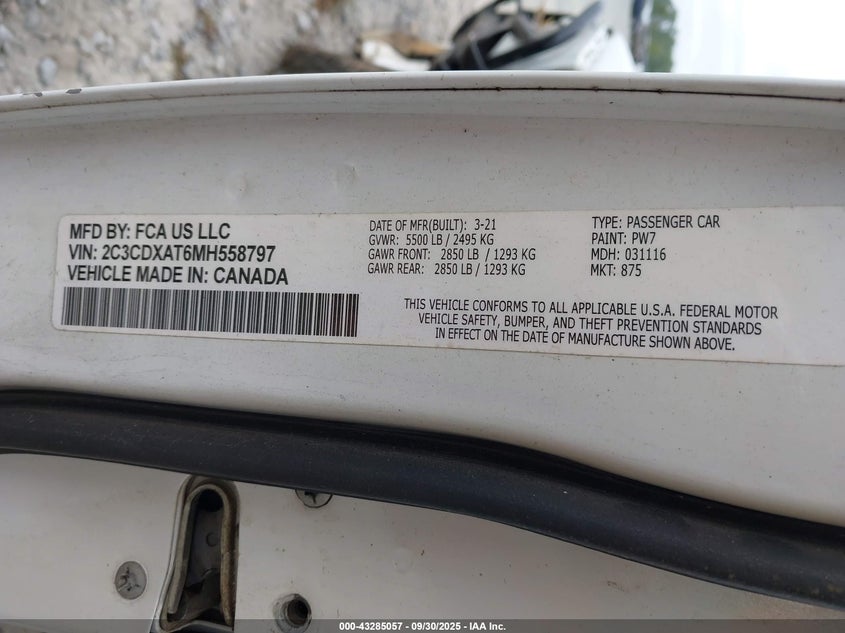 MFD BY: FCA US LLC
VIN: 2C3CDXAT6MH558797
VEHICLE MADE IN: CANADA
DATE OF MFR(BUILT): 3-21
GVWR: 5500 LB / 2495 KG
GAWR FRONT: 2850 LB / 1293 KG
GAWR REAR: 2850 LB / 1293 KG
TYPE: PASSENGER CAR
PAINT: PW7
MDH: 031116
MKT: 875
THIS VEHICLE CONFORMS TO ALL APPLICABLE U.S.A. FEDERAL MOTOR
VEHICLE SAFETY, BUMPER, AND THEFT PREVENTION STANDARDS
IN EFFECT ON THE DATE OF MANUFACTURE SHOWN ABOVE.
000-43285057 - 09/30/2025 - IAA Inc.